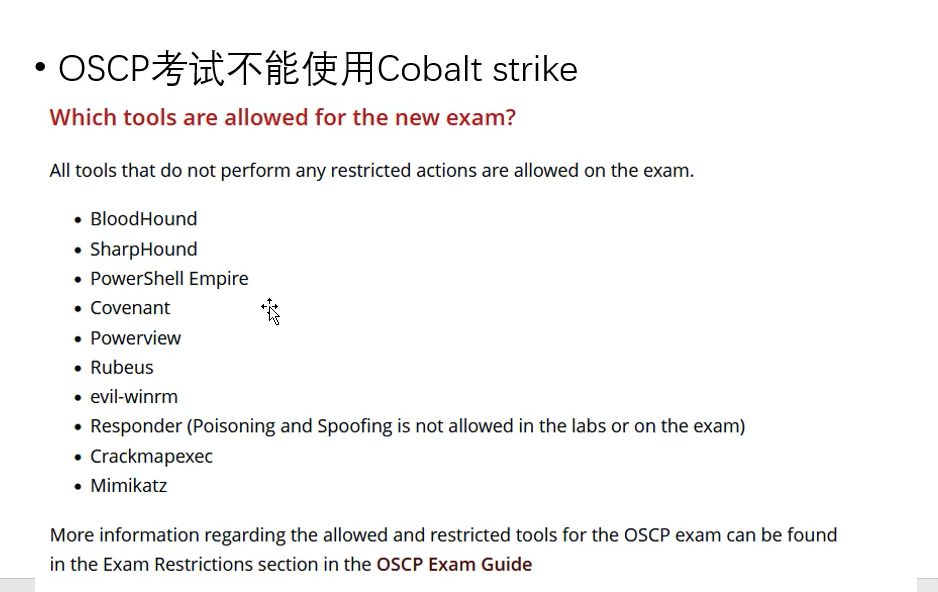 • OSCP考试不能使用Cobalt strike
Which tools are allowed for the new exam?
All tools that do not perform any restricted actions are allowed on the exam.
• BloodHound
• SharpHound
• PowerShell Empire
• Covenant
• Powerview
• Rubeus
• evil-winrm
• Responder (Poisoning and Spoofing is not allowed in the labs or on the exam)
• Crackmapexec
• Mimikatz
More information regarding the allowed and restricted tools for the OSCP exam can be found
in the Exam Restrictions section in the OSCP Exam Guide